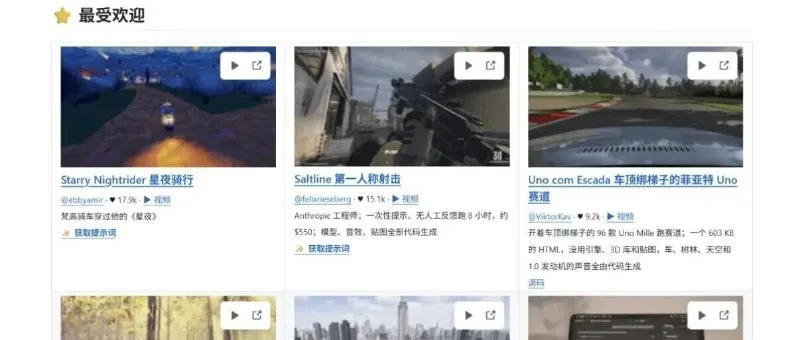 最受欢迎
Starry Nightrider 星夜骑行
@ebbyamir · ♥ 17.9k · ▶ 视频
梵高骑车穿过他的《星夜》
✨ 获取提示词
30
Saltline 第一人称射击
@felixrieseberg · ♥ 15.1k · ▶ 视频
Anthropic 工程师；一次性提示、无人工反馈跑 8 小时，约
$550；模型、音效、贴图全部代码生成
✨ 获取提示词
Uno com Escada 车顶绑梯子的菲亚特 Uno
赛道
@ViktorKav · ♥ 9.2k · ▶ 视频
开着车顶绑梯子的 96 款 Uno Mille 跑赛道；一个 603 KB
的 HTML，没用引擎、3D 库和贴图，车、树林、天空和
1.0 发动机的声音全由代码生成
源码